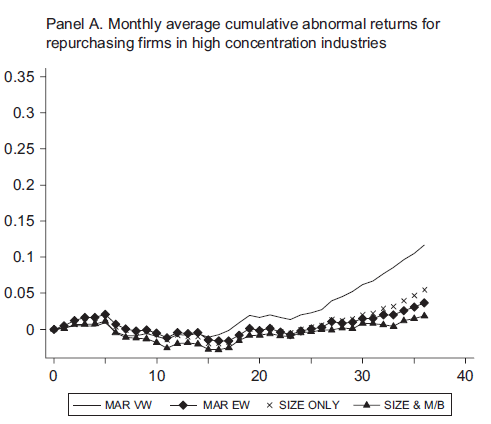 Panel A. Monthly average cumulative abnormal returns for
repurchasing firms in high concentration industries
0.35
0.3
0.25
0.2
0.15
0.1
0.05
0
0 10 20 30 40
MAR VW MAR EW SIZE ONLY SIZE & M/B